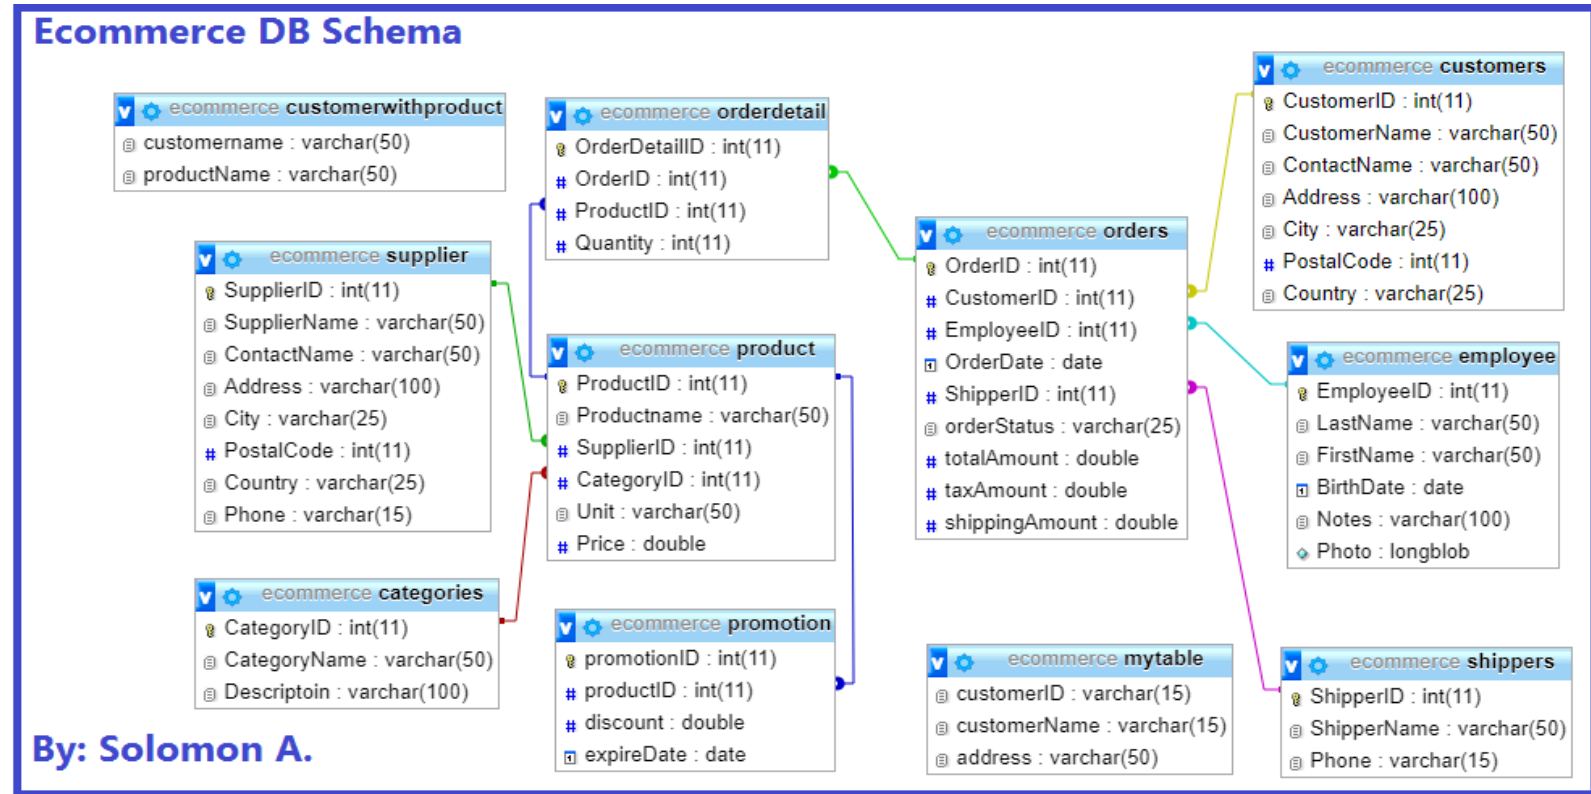 Ecommerce DB Schema
ecommerce customerwithproduct
customername : varchar(50)
productName : varchar(50)
ecommerce supplier
SupplierID : int(11)
SupplierName : varchar(50)
ContactName : varchar(50)
Address : varchar(100)
City : varchar(25)
PostalCode : int(11)
Country : varchar(25)
Phone : varchar(15)
ecommerce categories
CategoryID : int(11)
CategoryName : varchar(50)
Descriptoin : varchar(100)
ecommerce orderdetail
OrderDetailID : int(11)
OrderID : int(11)
ProductID : int(11)
Quantity : int(11)
ecommerce product
ProductID : int(11)
Productname : varchar(50)
SupplierID : int(11)
CategoryID : int(11)
Unit : varchar(50)
Price : double
ecommerce promotion
promotionID : int(11)
productID : int(11)
discount : double
expireDate : date
ecommerce orders
OrderID : int(11)
CustomerID : int(11)
EmployeeID : int(11)
OrderDate : date
ShipperID : int(11)
orderStatus : varchar(25)
totalAmount : double
taxAmount : double
shippingAmount : double
ecommerce mytable
customerID : varchar(15)
customerName : varchar(15)
address : varchar(50)
ecommerce customers
CustomerID : int(11)
CustomerName : varchar(50)
ContactName : varchar(50)
Address : varchar(100)
City : varchar(25)
PostalCode : int(11)
Country : varchar(25)
ecommerce employee
EmployeeID : int(11)
LastName : varchar(50)
FirstName : varchar(50)
BirthDate : date
Notes : varchar(100)
Photo : longblob
ecommerce shippers
ShipperID : int(11)
ShipperName : varchar(50)
Phone : varchar(15)
By: Solomon A.